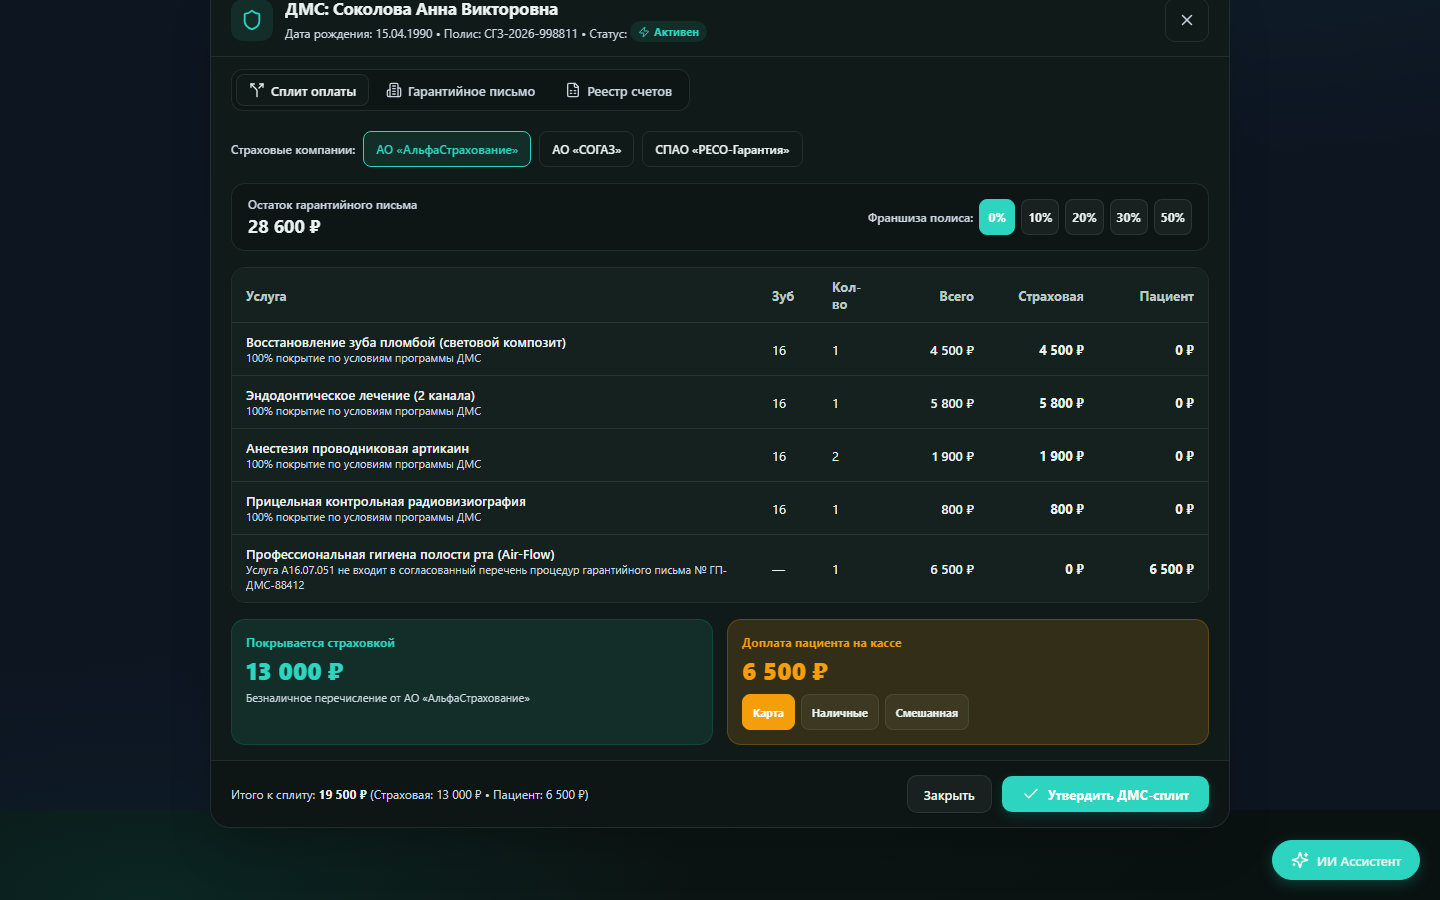 ДМС: Соколова Анна Викторовна
Дата рождения: 15.04.1990 • Полис: СГЗ-2026-998811 • Статус: Активен
Сплит оплаты Гарантийное письмо Реестр счетов
Страховые компании: АО «АльфаСтрахование» АО «СОГАЗ» СПАО «РЕСО-Гарантия»
Остаток гарантийного письма
28 600 ₽
Франшиза полиса: 0% 10% 20% 30% 50%
Услуга Зуб Кол-во Всего Страховая Пациент
Восстановление зуба пломбой (световой композит)
100% покрытие по условиям программы ДМС
16 1 4 500 ₽ 4 500 ₽ 0 ₽
Эндодонтическое лечение (2 канала)
100% покрытие по условиям программы ДМС
16 1 5 800 ₽ 5 800 ₽ 0 ₽
Анестезия проводниковая артикаин
100% покрытие по условиям программы ДМС
16 2 1 900 ₽ 1 900 ₽ 0 ₽
Прицельная контрольная радиовизиография
100% покрытие по условиям программы ДМС
16 1 800 ₽ 800 ₽ 0 ₽
Профессиональная гигиена полости рта (Air-Flow)
Услуга А16.07.051 не входит в согласованный перечень процедур гарантийного письма № ГП-
ДМС-88412
— 1 6 500 ₽ 0 ₽ 6 500 ₽
Покрывается страховкой
13 000 ₽
Безналичное перечисление от АО «АльфаСтрахование»
Доплата пациента на кассе
6 500 ₽
Карта Наличные Смешанная
Итого к сплиту: 19 500 ₽ (Страховая: 13 000 ₽ • Пациент: 6 500 ₽)
Закрыть Утвердить ДМС-сплит
ИИ Ассистент